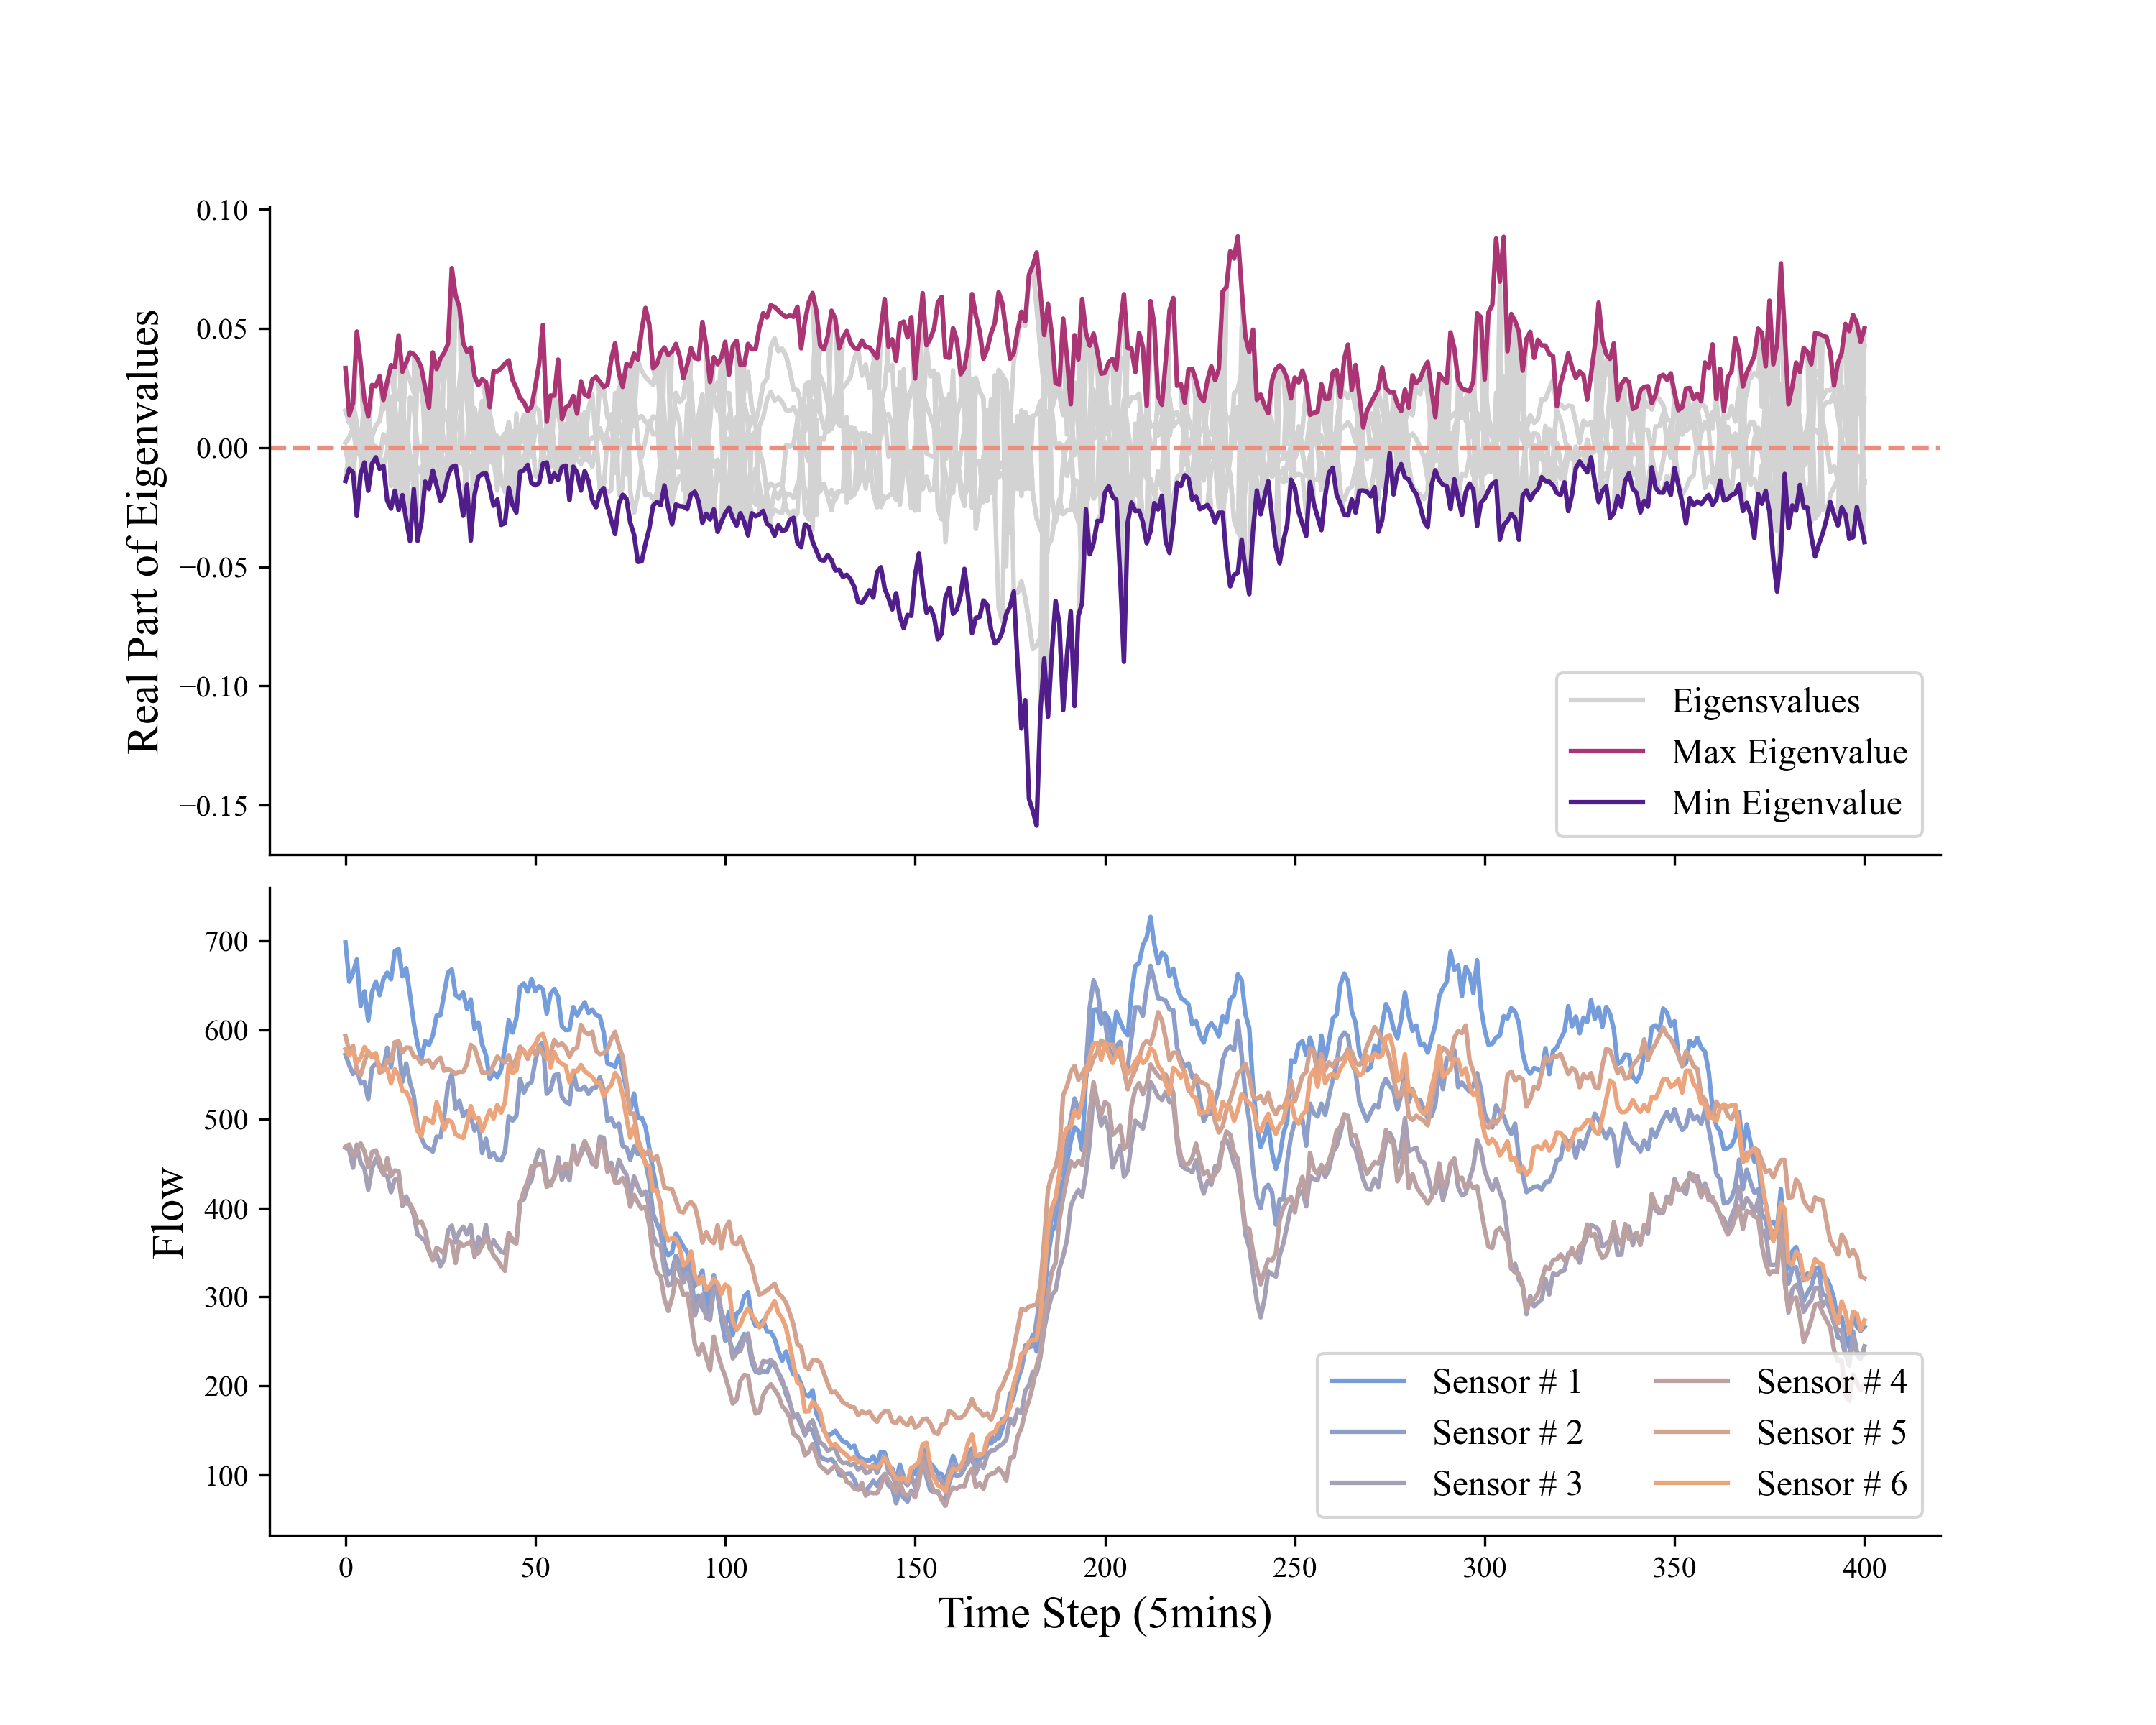 0.10
0.05
0.00
−0.05
−0.10
−0.15
Real Part of Eigenvalues
Eigensvalues
Max Eigenvalue
Min Eigenvalue
700
600
500
400
300
200
100
Flow
Sensor # 1
Sensor # 2
Sensor # 3
Sensor # 4
Sensor # 5
Sensor # 6
0 50 100 150 200 250 300 350 400
Time Step (5mins)